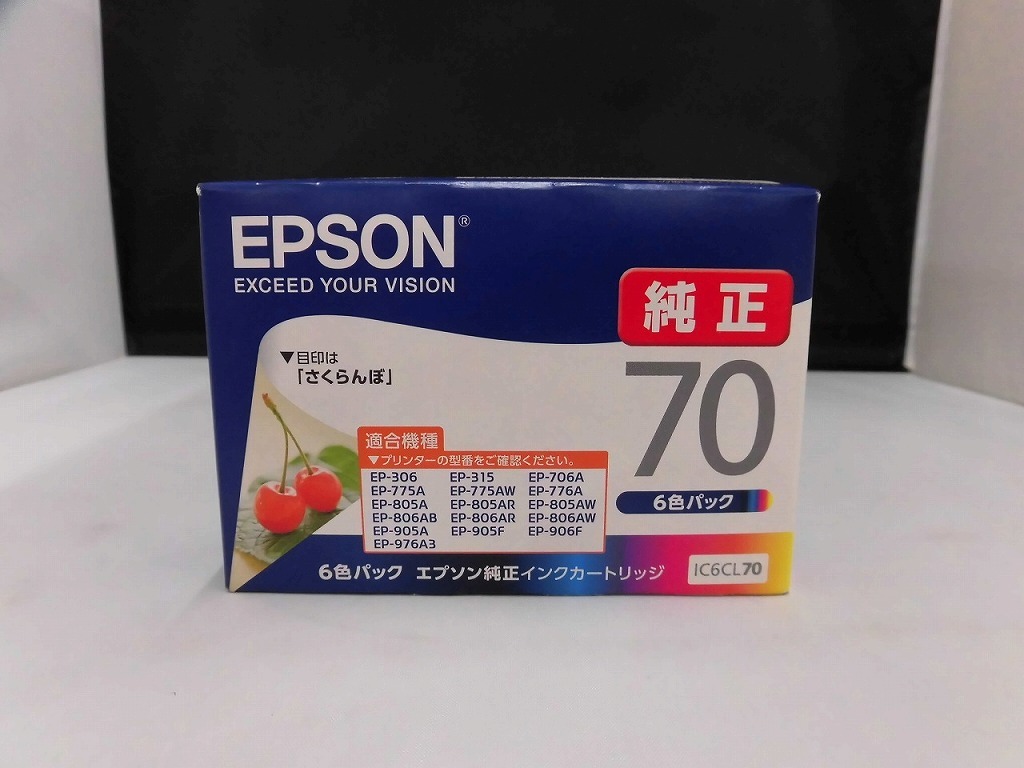 EPSON®
EXCEED YOUR VISION
純正
▼目印は
「さくらんぼ」
70
6色パック
適合機種
▼プリンターの型番をご確認ください。
EP-306 EP-315 EP-706A
EP-775A EP-775AW EP-776A
EP-805A EP-805AR EP-805AW
EP-806AB EP-806AR EP-806AW
EP-905A EP-905F EP-906F
EP-976A3
6色パック エプソン純正インクカートリッジ
IC6CL70